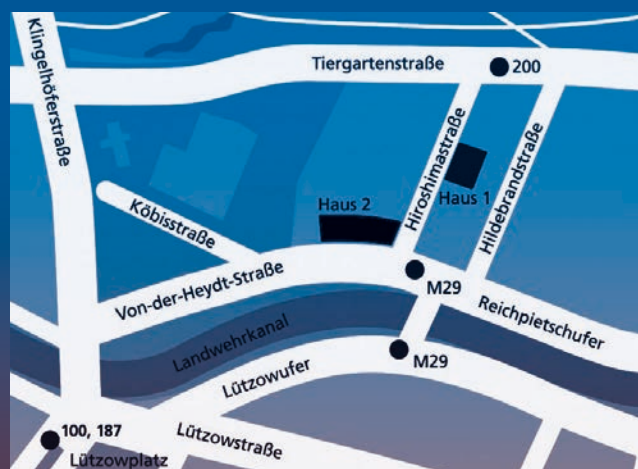 Klingelhöferstraße
Tiergartenstraße
200
Hiroshimastraße
Hildebrandstraße
Haus 1
Haus 2
Köbisstraße
Von-der-Heydt-Straße
M29
Reichpietschufer
Landwehrkanal
M29
Lützowufer
100, 187
Lützowstraße
Lützowplatz